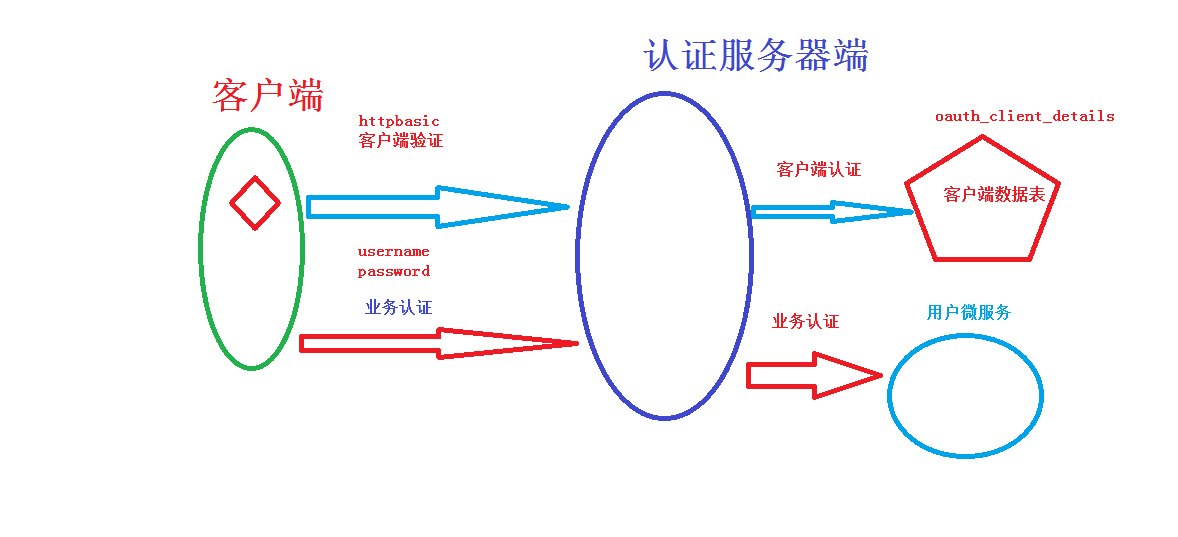 认证服务器端
客户端
httpbasic
客户端验证
oauth_client_details
客户端认证
客户端数据表
username
password
业务认证
业务认证
用户微服务